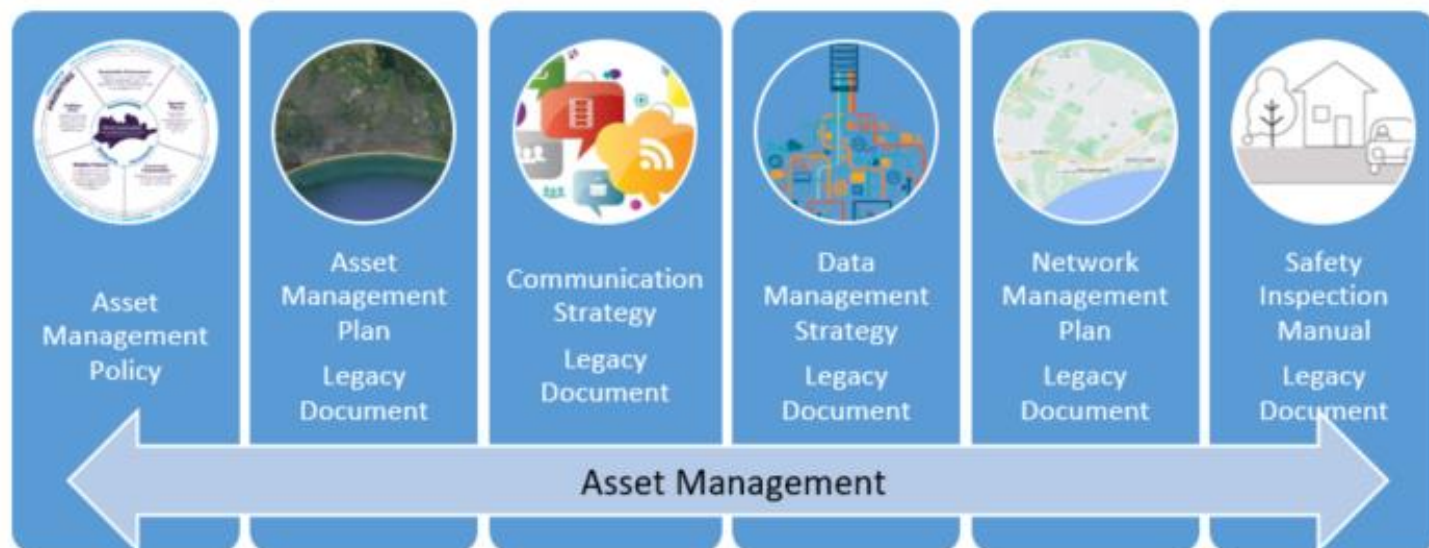 Asset
Management
Policy
Asset
Management
Plan
Legacy
Document
Communication
Strategy
Legacy
Document
Data
Management
Strategy
Legacy
Document
Network
Management
Plan
Legacy
Document
Safety
Inspection
Manual
Legacy
Document
Asset Management